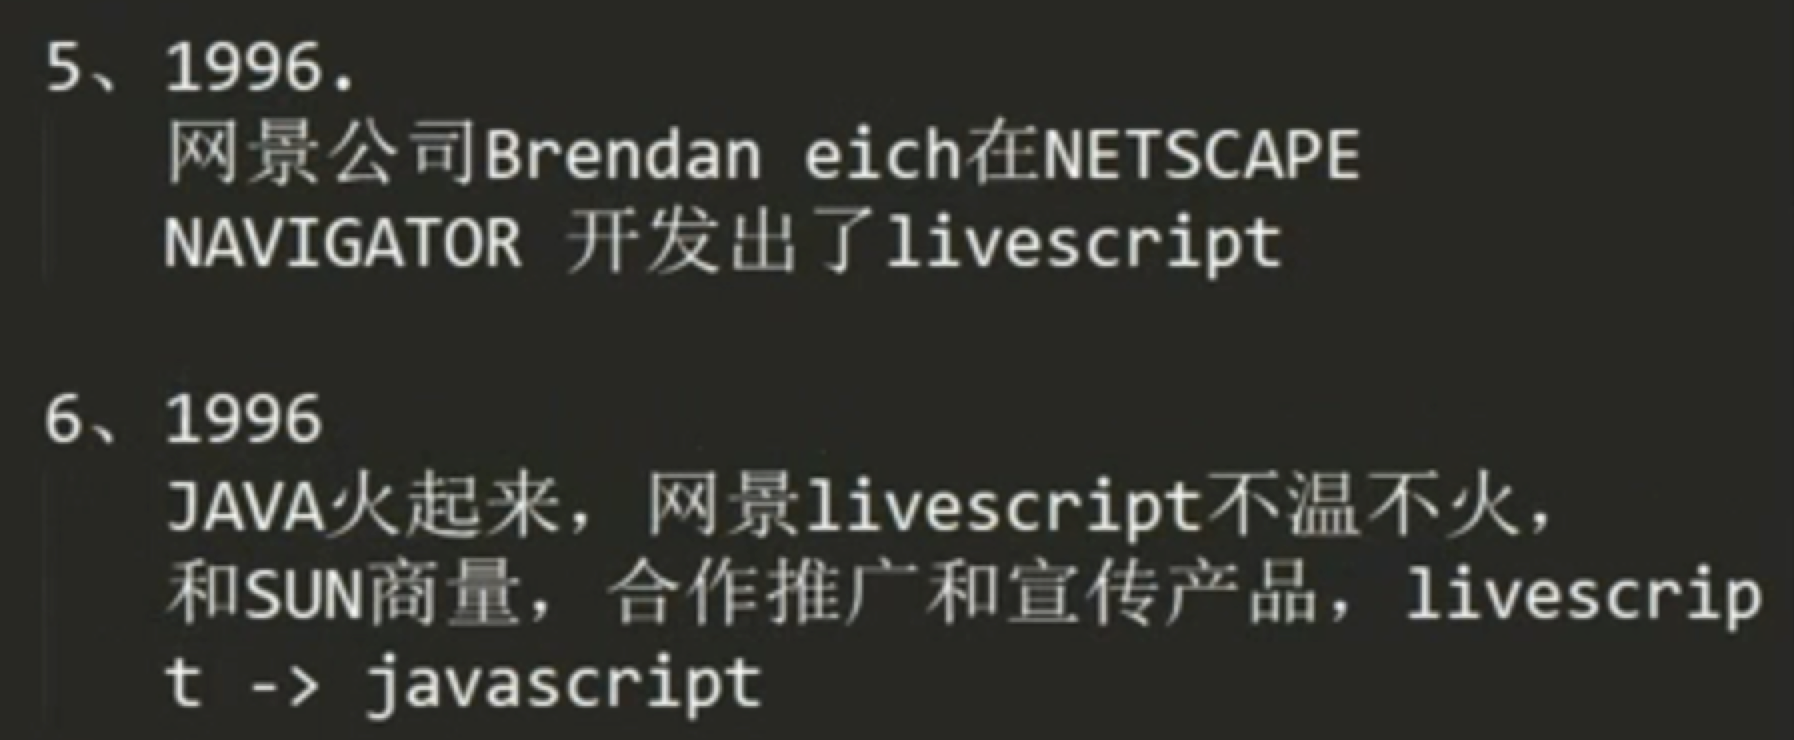 5、1996.
网景公司Brendan eich在NETSCAPE
NAVIGATOR 开发出了livescript
6、1996
JAVA火起来，网景livescript不温不火，
和SUN商量，合作推广和宣传产品，livescrip
t -> javascript